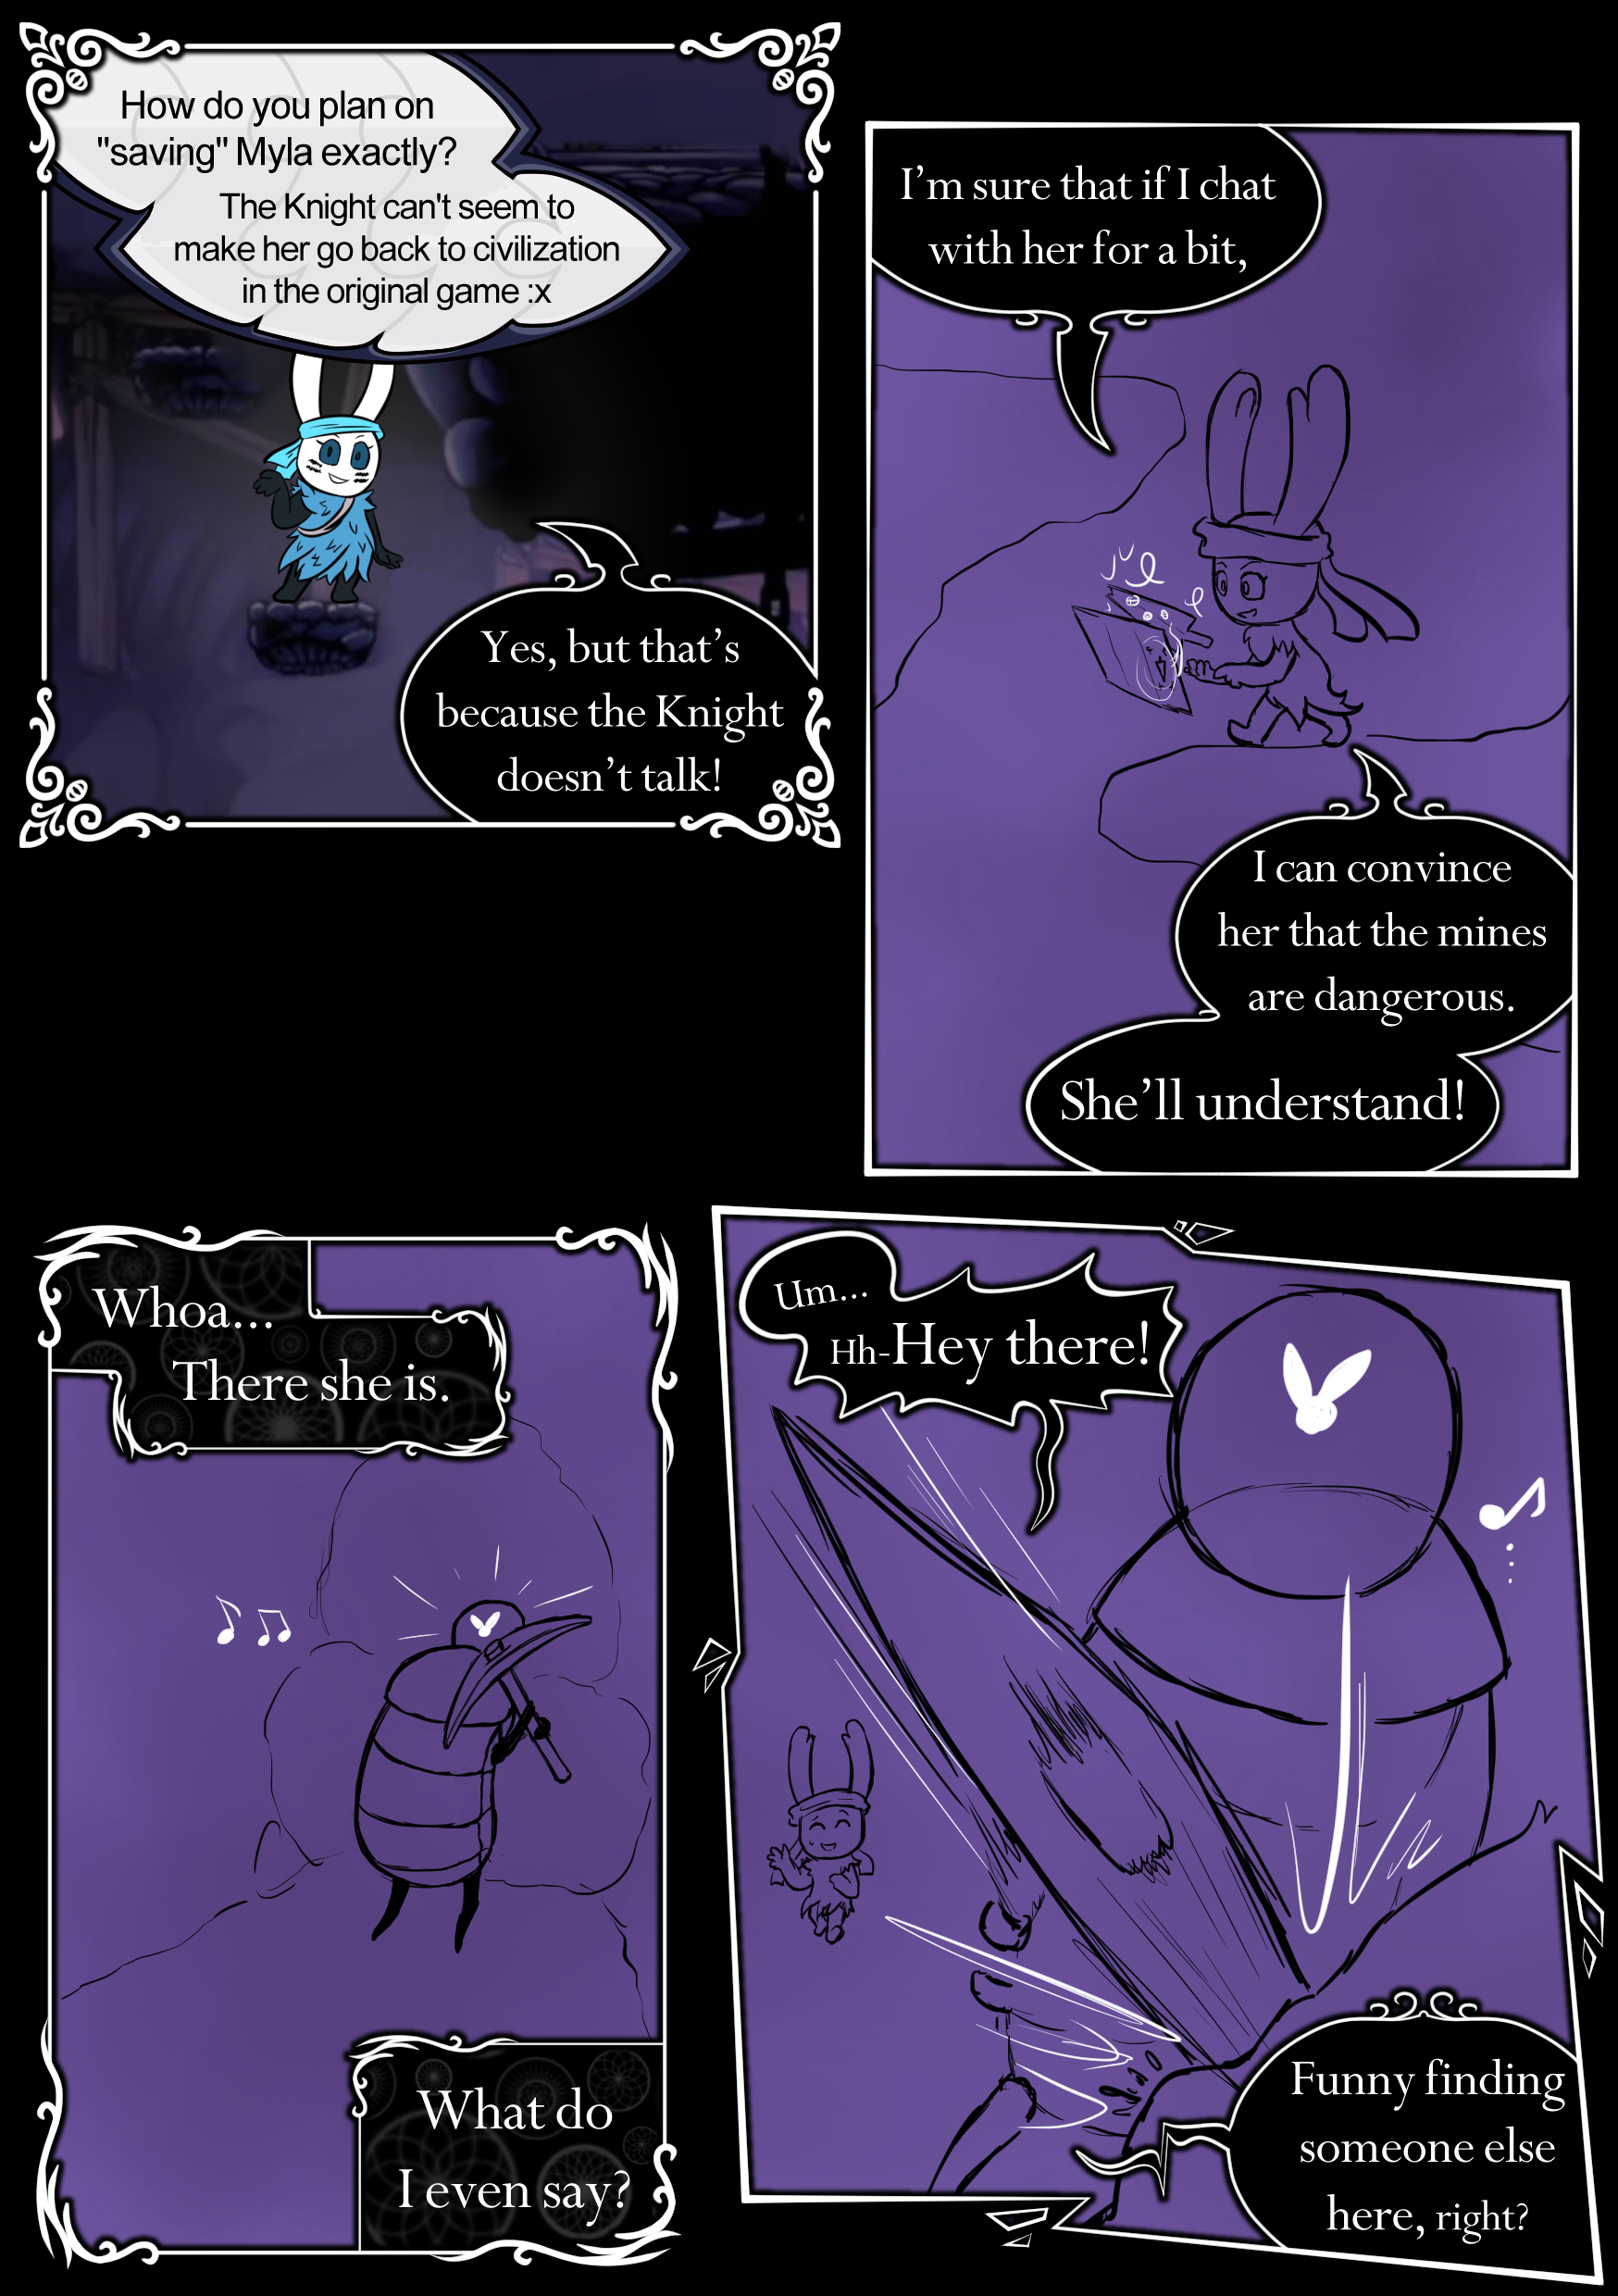 How do you plan on
"saving" Myla exactly?
The Knight can't seem to
make her go back to civilization
in the original game :x
Yes, but that's
because the Knight
doesn't talk!
I'm sure that if I chat
with her for a bit,
I can convince
her that the mines
are dangerous.
She'll understand!
Whoa...
There she is.
What do
I even say?
Um...
Hh-Hey there!
Funny finding
someone else
here, right?